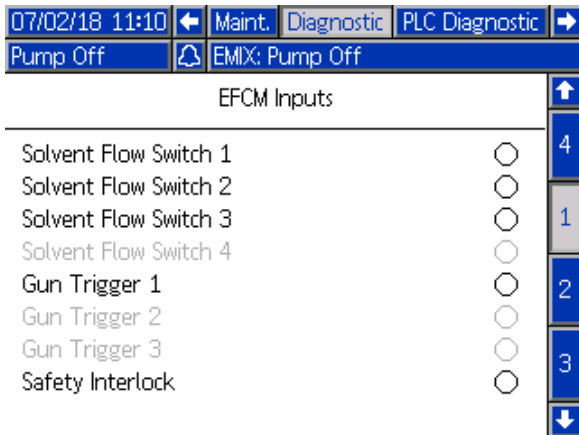 07/02/18 11:10 Maint. Diagnostic PLC Diagnostic
Pump Off EMIX: Pump Off
EFCM Inputs
Solvent Flow Switch 1
Solvent Flow Switch 2
Solvent Flow Switch 3
Solvent Flow Switch 4
Gun Trigger 1
Gun Trigger 2
Gun Trigger 3
Safety Interlock
4
1
2
3